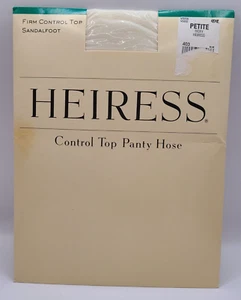 FIRM CONTROL TOP
SANDALFOOT
PETITE
HEIRESS®
Control Top Panty Hose